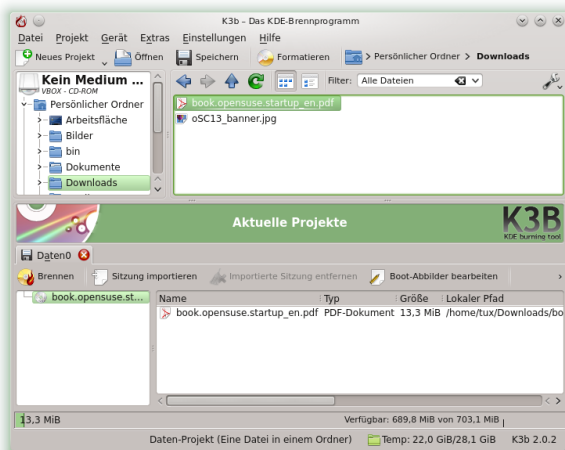 K3b – Das KDE-Brennprogramm
Datei Projekt Gerät Extras Einstellungen Hilfe
Neues Projekt Öffnen Speichern Formatieren > Persönlicher Ordner > Downloads
Kein Medium ...
VBOX - CD-ROM
Filter: Alle Dateien
Persönlicher Ordner
Arbeitsfläche
Bilder
bin
Dokumente
Downloads
book.opensuse.startup_en.pdf
oSC13_banner.jpg
Aktuelle Projekte
K3B
KDE burning tool
Daten0
Brennen Sitzung importieren Importierte Sitzung entfernen Boot-Abbilder bearbeiten >
book.opensuse.st...
Name Typ Größe Lokaler Pfad
book.opensuse.startup_en.pdf PDF-Dokument 13,3 MiB /home/tux/Downloads/bo
13,3 MiB Verfügbar: 689,8 MiB von 703,1 MiB
Daten-Projekt (Eine Datei in einem Ordner) Temp: 22,0 GiB/28,1 GiB K3b 2.0.2